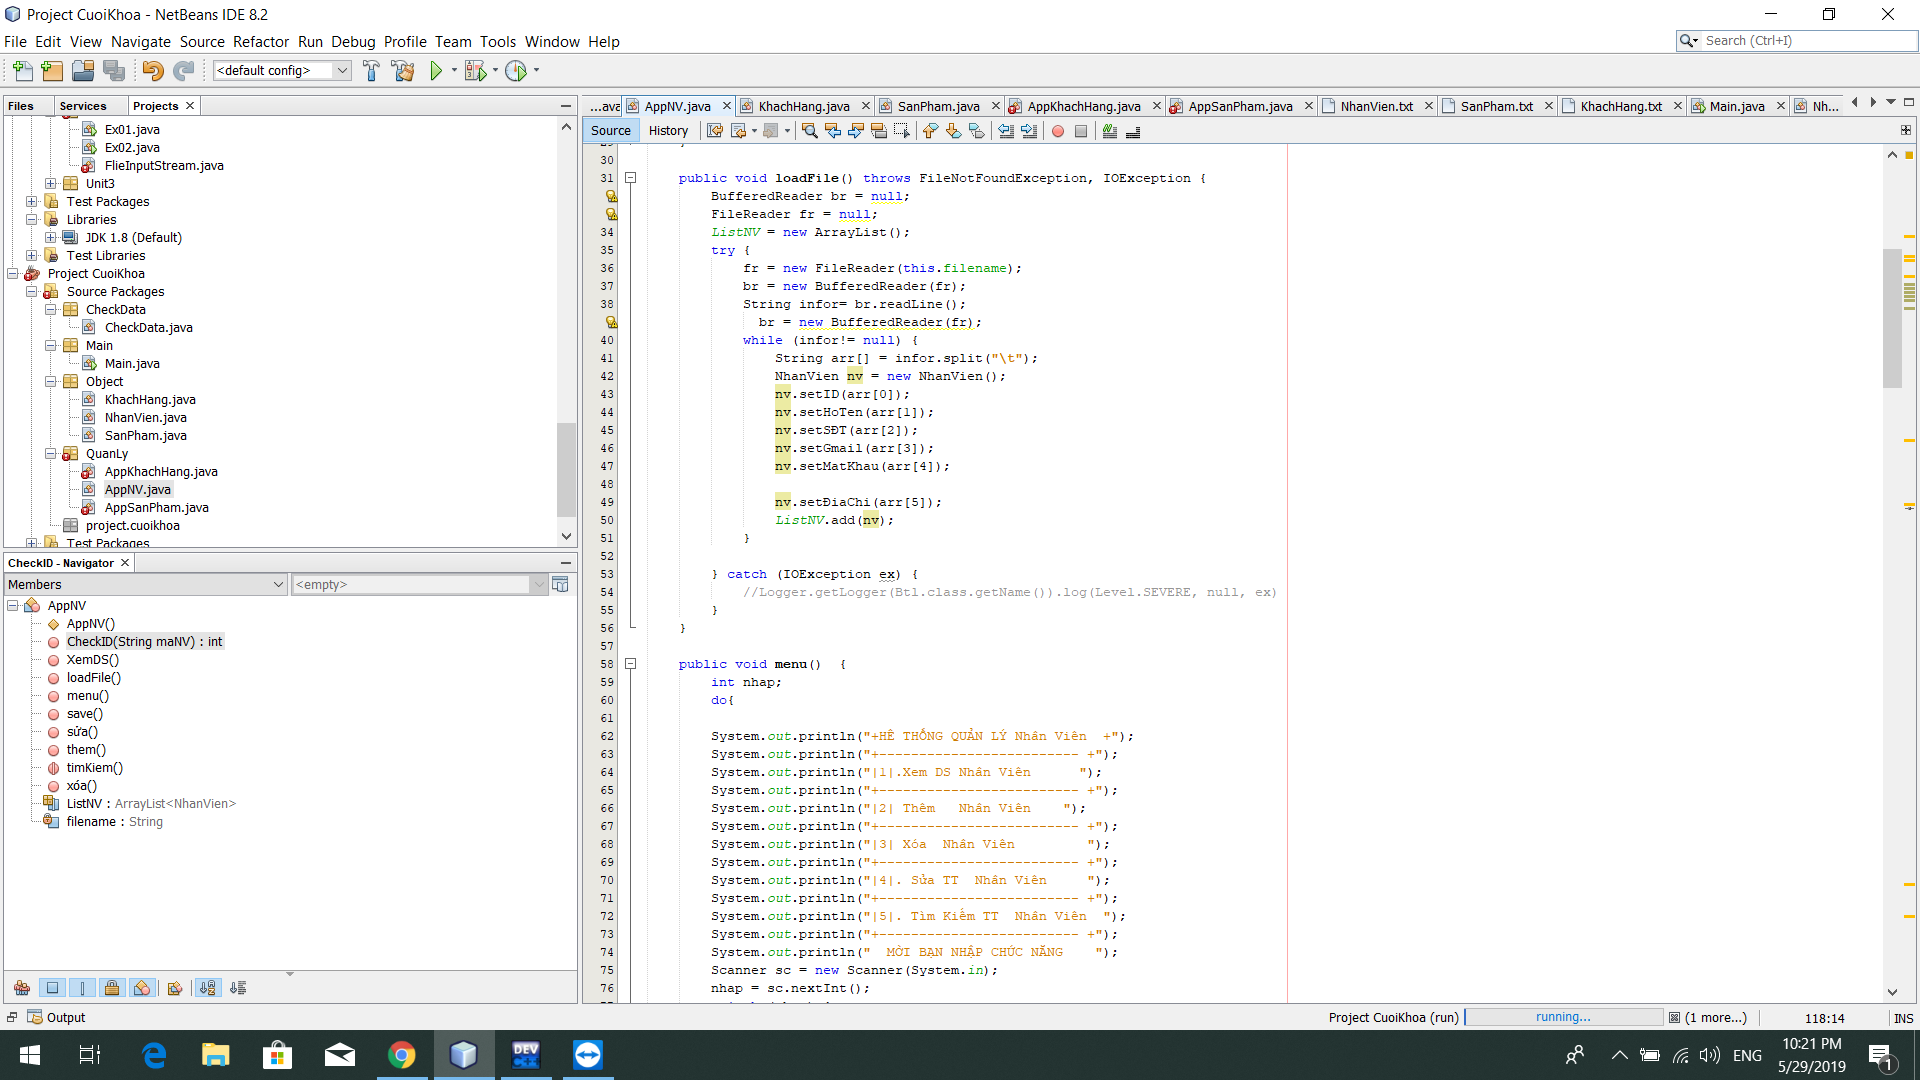 Project CuoiKhoa - NetBeans IDE 8.2
File Edit View Navigate Source Refactor Run Debug Profile Team Tools Window Help
Search (Ctrl+I)
<default config>
Files Services Projects
...ava AppNV.java KhachHang.java SanPham.java AppKhachHang.java AppSanPham.java NhanVien.txt SanPham.txt KhachHang.txt Main.java Nh...
Source History
Ex01.java
Ex02.java
FlieInputStream.java
Unit3
Test Packages
Libraries
JDK 1.8 (Default)
Test Libraries
Project CuoiKhoa
Source Packages
CheckData
CheckData.java
Main
Main.java
Object
KhachHang.java
NhanVien.java
SanPham.java
QuanLy
AppKhachHang.java
AppNV.java
AppSanPham.java
project.cuoikhoa
Test Packages
CheckID - Navigator
Members <empty>
AppNV
AppNV()
CheckID(String maNV) : int
XemDS()
loadFile()
menu()
save()
sửa()
them()
timKiem()
xóa()
ListNV : ArrayList<NhanVien>
filename : String
30
31 public void loadFile() throws FileNotFoundException, IOException {
BufferedReader br = null;
FileReader fr = null;
34 ListNV = new ArrayList();
35 try {
36 fr = new FileReader(this.filename);
37 br = new BufferedReader(fr);
38 String infor= br.readLine();
br = new BufferedReader(fr);
40 while (infor!= null) {
41 String arr[] = infor.split("\t");
42 NhanVien nv = new NhanVien();
43 nv.setID(arr[0]);
44 nv.setHoTen(arr[1]);
45 nv.setSĐT(arr[2]);
46 nv.setGmail(arr[3]);
47 nv.setMatKhau(arr[4]);
48
49 nv.setĐiaChi(arr[5]);
50 ListNV.add(nv);
51 }
52
53 } catch (IOException ex) {
54 //Logger.getLogger(Btl.class.getName()).log(Level.SEVERE, null, ex)
55 }
56 }
57
58 public void menu() {
59 int nhap;
60 do{
61
62 System.out.println("+HÊ THỐNG QUẢN LÝ Nhân Viên +");
63 System.out.println("+------------------------- +");
64 System.out.println("|1|.Xem DS Nhân Viên ");
65 System.out.println("+------------------------- +");
66 System.out.println("|2| Thêm Nhân Viên ");
67 System.out.println("+------------------------- +");
68 System.out.println("|3| Xóa Nhân Viên ");
69 System.out.println("+------------------------- +");
70 System.out.println("|4|. Sửa TT Nhân Viên ");
71 System.out.println("+------------------------- +");
72 System.out.println("|5|. Tìm Kiếm TT Nhân Viên ");
73 System.out.println("+------------------------- +");
74 System.out.println(" MỜI BẠN NHẬP CHỨC NĂNG ");
75 Scanner sc = new Scanner(System.in);
76 nhap = sc.nextInt();
Output
Project CuoiKhoa (run) running... (1 more...) 118:14 INS
DEV C++
ENG
10:21 PM
5/29/2019
1